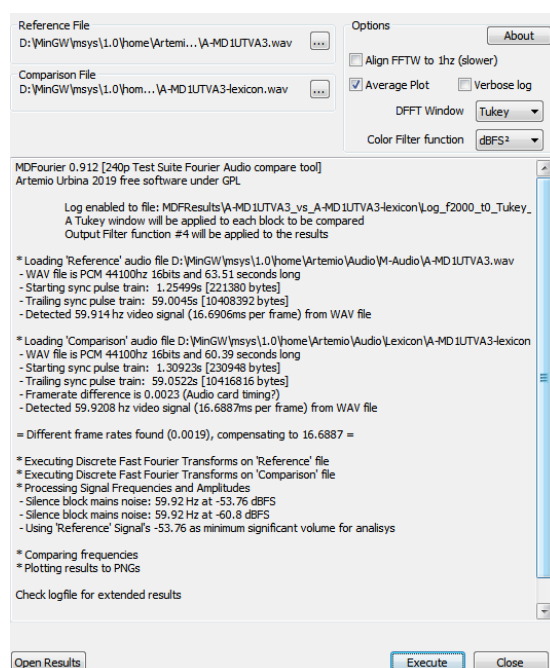 Reference File
D:\MinGW\msys\1.0\home\Artemi...\A-MD1UTVA3.wav
...
Comparison File
D:\MinGW\msys\1.0\hom...\A-MD1UTVA3-lexicon.wav
...
Options
About
Align FFTW to 1hz (slower)
Average Plot
Verbose log
DFFT Window
Tukey
Color Filter function
dBFS²
MDFourier 0.912 [240p Test Suite Fourier Audio compare tool]
Artemio Urbina 2019 free software under GPL
Log enabled to file: MDFResults\A-MD1UTVA3_vs_A-MD1UTVA3-lexicon\Log_f2000_t0_Tukey_
A Tukey window will be applied to each block to be compared
Output Filter function #4 will be applied to the results
* Loading 'Reference' audio file D:\MinGW\msys\1.0\home\Artemio\Audio\M-Audio\A-MD1UTVA3.wav
- WAV file is PCM 44100hz 16bits and 63.51 seconds long
- Starting sync pulse train: 1.25499s [221380 bytes]
- Trailing sync pulse train: 59.0045s [10408392 bytes]
- Detected 59.914 hz video signal (16.6906ms per frame) from WAV file
* Loading 'Comparison' audio file D:\MinGW\msys\1.0\home\Artemio\Audio\Lexicon\A-MD1UTVA3-lexicon
- WAV file is PCM 44100hz 16bits and 60.39 seconds long
- Starting sync pulse train: 1.30923s [230948 bytes]
- Trailing sync pulse train: 59.0522s [10416816 bytes]
- Framerate difference is 0.0023 (Audio card timing?)
- Detected 59.9208 hz video signal (16.6887ms per frame) from WAV file
= Different frame rates found (0.0019), compensating to 16.6887 =
* Executing Discrete Fast Fourier Transforms on 'Reference' file
* Executing Discrete Fast Fourier Transforms on 'Comparison' file
* Processing Signal Frequencies and Amplitudes
- Silence block mains noise: 59.92 Hz at -53.76 dBFS
- Silence block mains noise: 59.92 Hz at -60.8 dBFS
- Using 'Reference' Signal's -53.76 as minimum significant volume for analisys
* Comparing frequencies
* Plotting results to PNGs
Check logfile for extended results
Open Results
Execute
Close